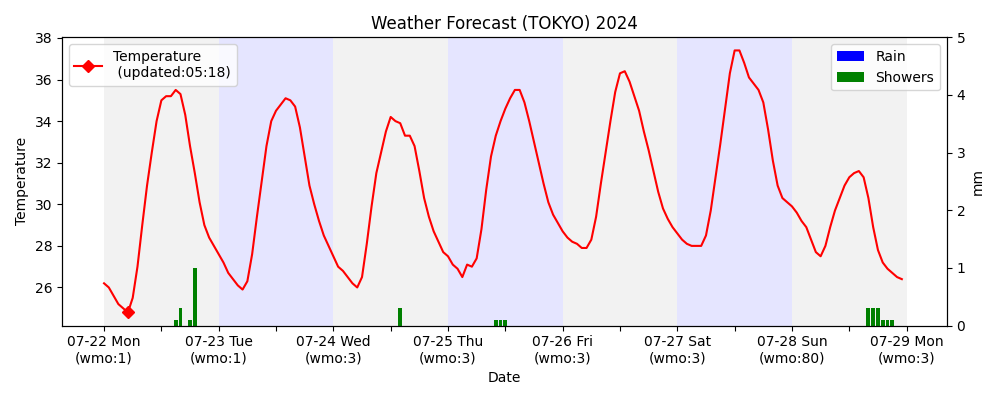 Weather Forecast (TOKYO) 2024
Temperature
(updated:05:18)
Rain
Showers
38
36
34
32
30
28
26
Temperature
5
4
3
2
1
0
mm
07-22 Mon
(wmo:1)
07-23 Tue
(wmo:1)
07-24 Wed
(wmo:3)
07-25 Thu
(wmo:3)
07-26 Fri
(wmo:3)
07-27 Sat
(wmo:3)
07-28 Sun
(wmo:80)
07-29 Mon
(wmo:3)
Date